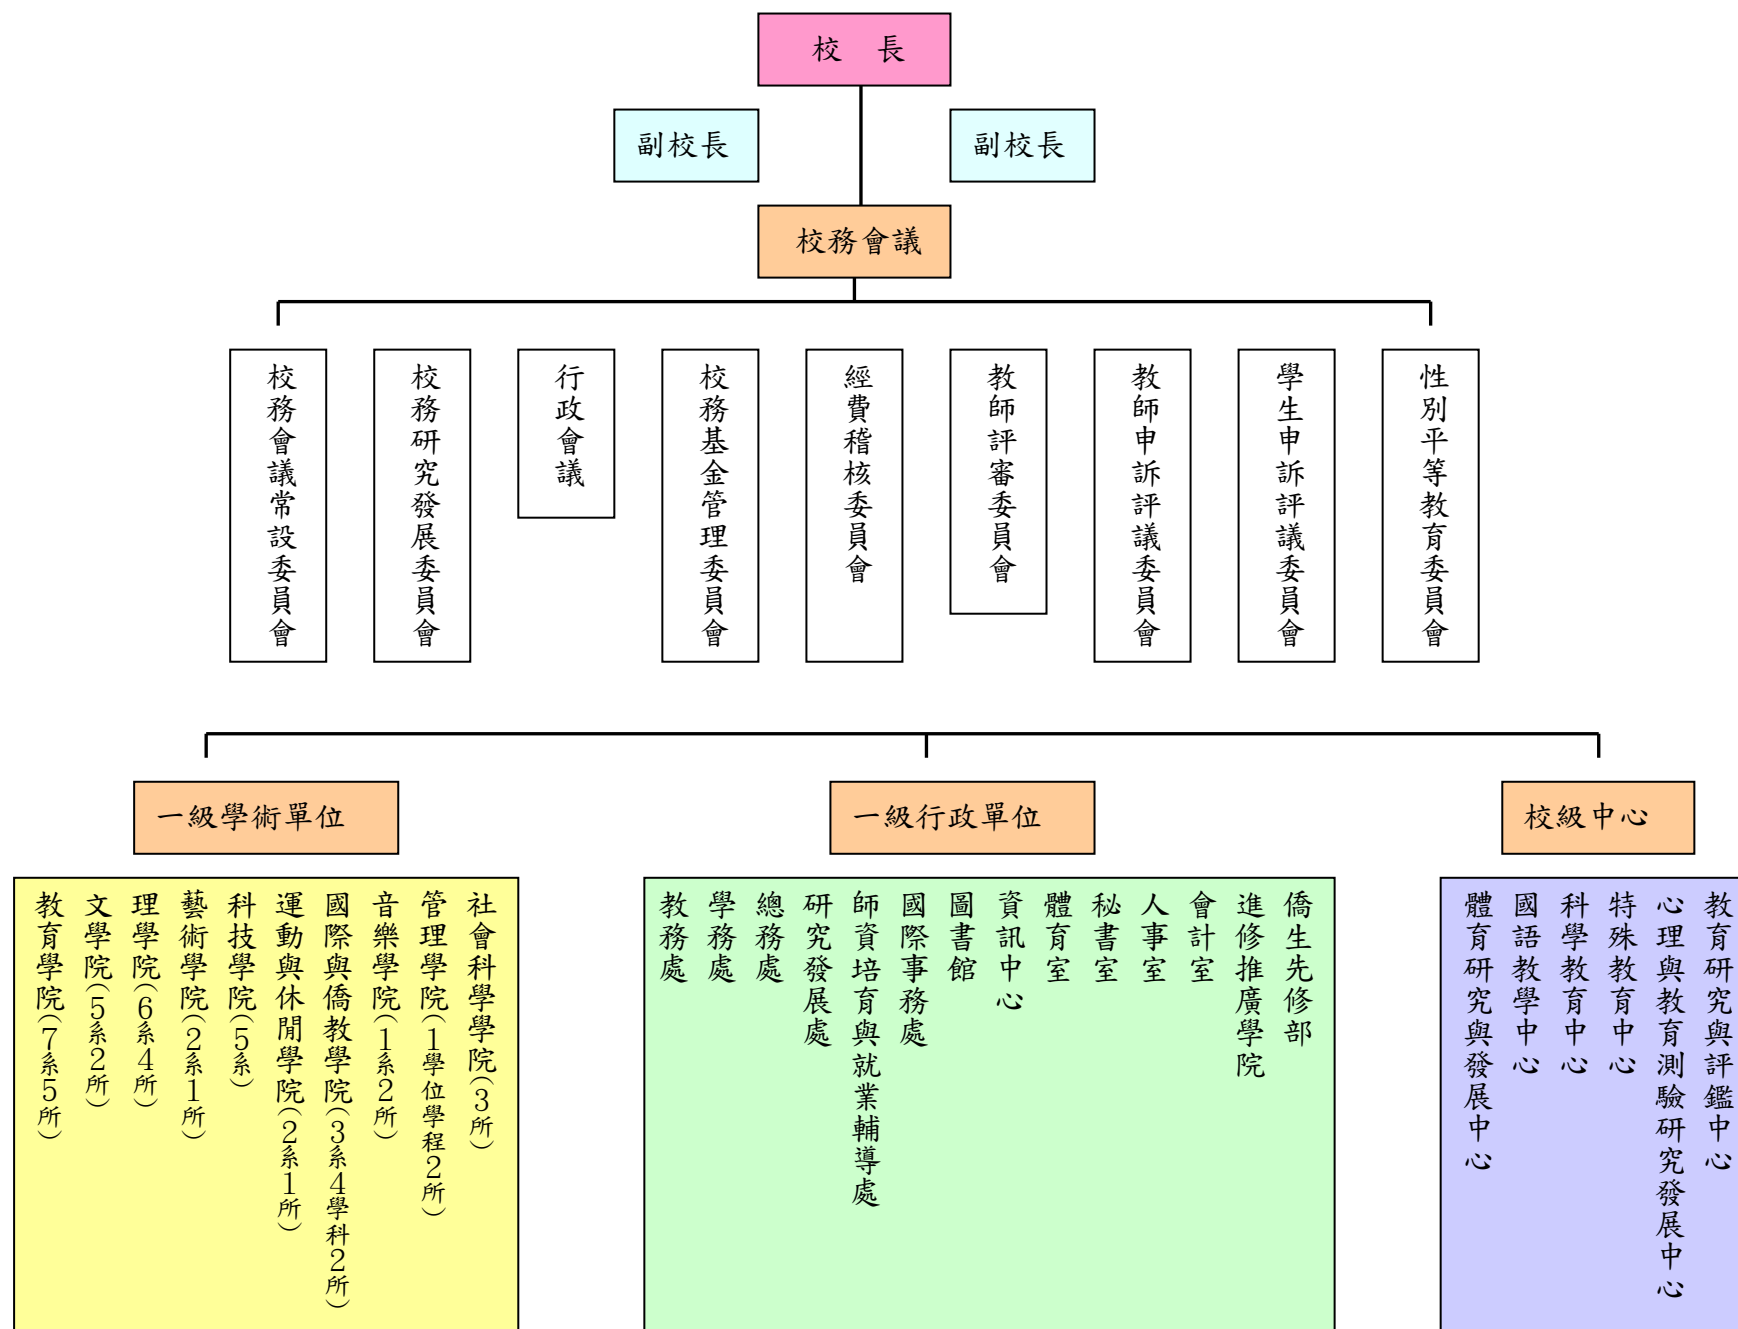 校 長
副校長
副校長
校務會議
校務會議常設委員會
校務研究發展委員會
行政會議
校務基金管理委員會
經費稽核委員會
教師評審委員會
教師申訴評議委員會
學生申訴評議委員會
性別平等教育委員會
一級學術單位
一級行政單位
校級中心
教育學院(7系5所)
文學院(5系2所)
理學院(6系4所)
藝術學院(2系1所)
科技學院(5系)
運動與休閒學院(2系1所)
國際與僑教學院(3系4學科2所)
音樂學院(1系2所)
管理學院(1學位學程2所)
社會科學學院(3所)
教務處
學務處
總務處
研究發展處
師資培育與就業輔導處
國際事務處
圖書館
資訊中心
體育室
秘書室
人事室
會計室
進修推廣學院
僑生先修部
體育研究與發展中心
國語教學中心
科學教育中心
特殊教育中心
心理與教育測驗研究發展中心
教育研究與評鑑中心